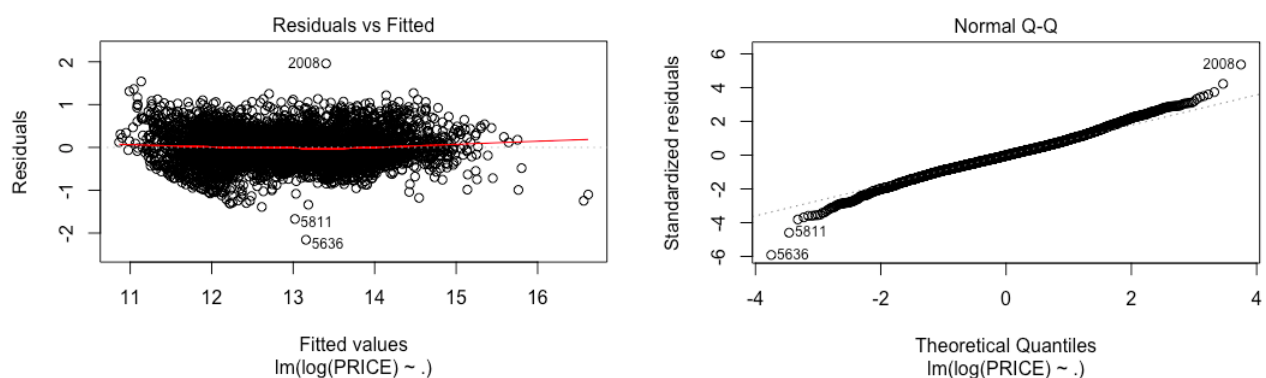 Residuals vs Fitted
Residuals
2
1
0
-1
-2
2008
5811
5636
11 12 13 14 15 16
Fitted values
lm(log(PRICE) ~ .)
Normal Q-Q
Standardized residuals
6
4
2
0
-2
-4
-6
2008
5811
5636
-4 -2 0 2 4
Theoretical Quantiles
lm(log(PRICE) ~ .)